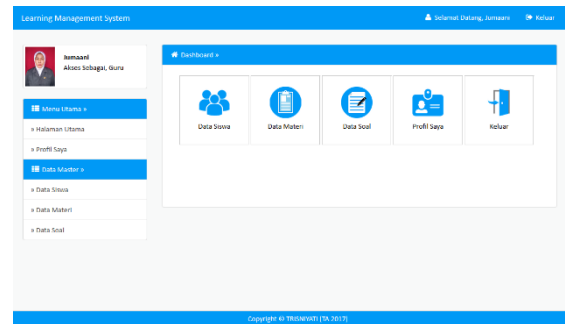 Learning Management System
Selamat Datang, Jumaani
Keluar
Jumaani
Akses Sebagai, Guru
Menu Utama »
» Halaman Utama
» Profil Saya
Data Master »
» Data Siswa
» Data Materi
» Data Soal
Dashboard »
Data Siswa
Data Materi
Data Soal
Profil Saya
Keluar
Copyright © TRISNIYATI (TA 2017)